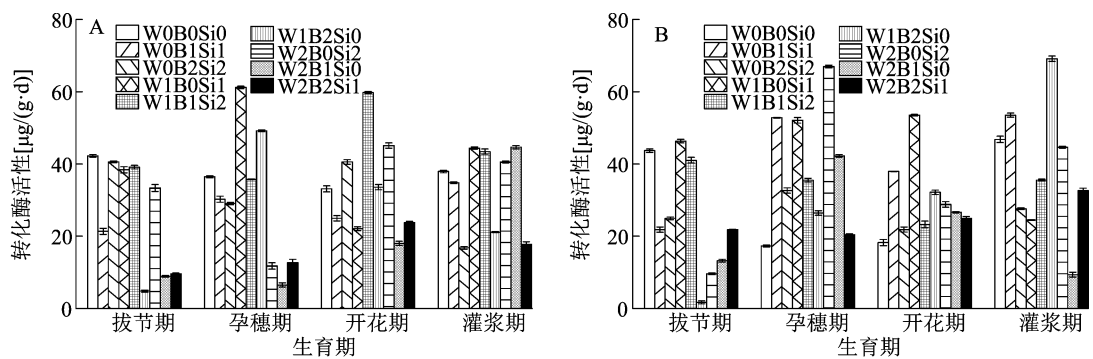 A
W0B0Si0
W0B1Si1
W0B2Si2
W1B0Si1
W1B1Si2
W1B2Si0
W2B0Si2
W2B1Si0
W2B2Si1
转化酶活性[μg/(g·d)]
80
60
40
20
0
拔节期 孕穗期 开花期 灌浆期
生育期
B
W0B0Si0
W0B1Si1
W0B2Si2
W1B0Si1
W1B1Si2
W1B2Si0
W2B0Si2
W2B1Si0
W2B2Si1
转化酶活性[μg/(g·d)]
80
60
40
20
0
拔节期 孕穗期 开花期 灌浆期
生育期